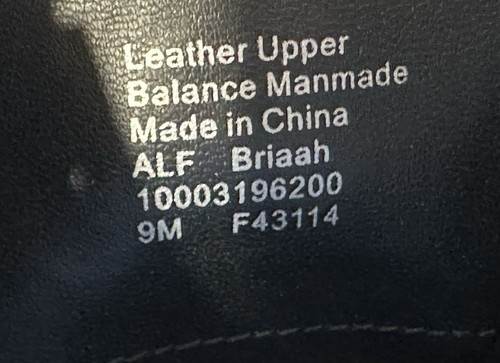 Leather Upper
Balance Manmade
Made in China
ALF Briaah
10003196200
9M F43114